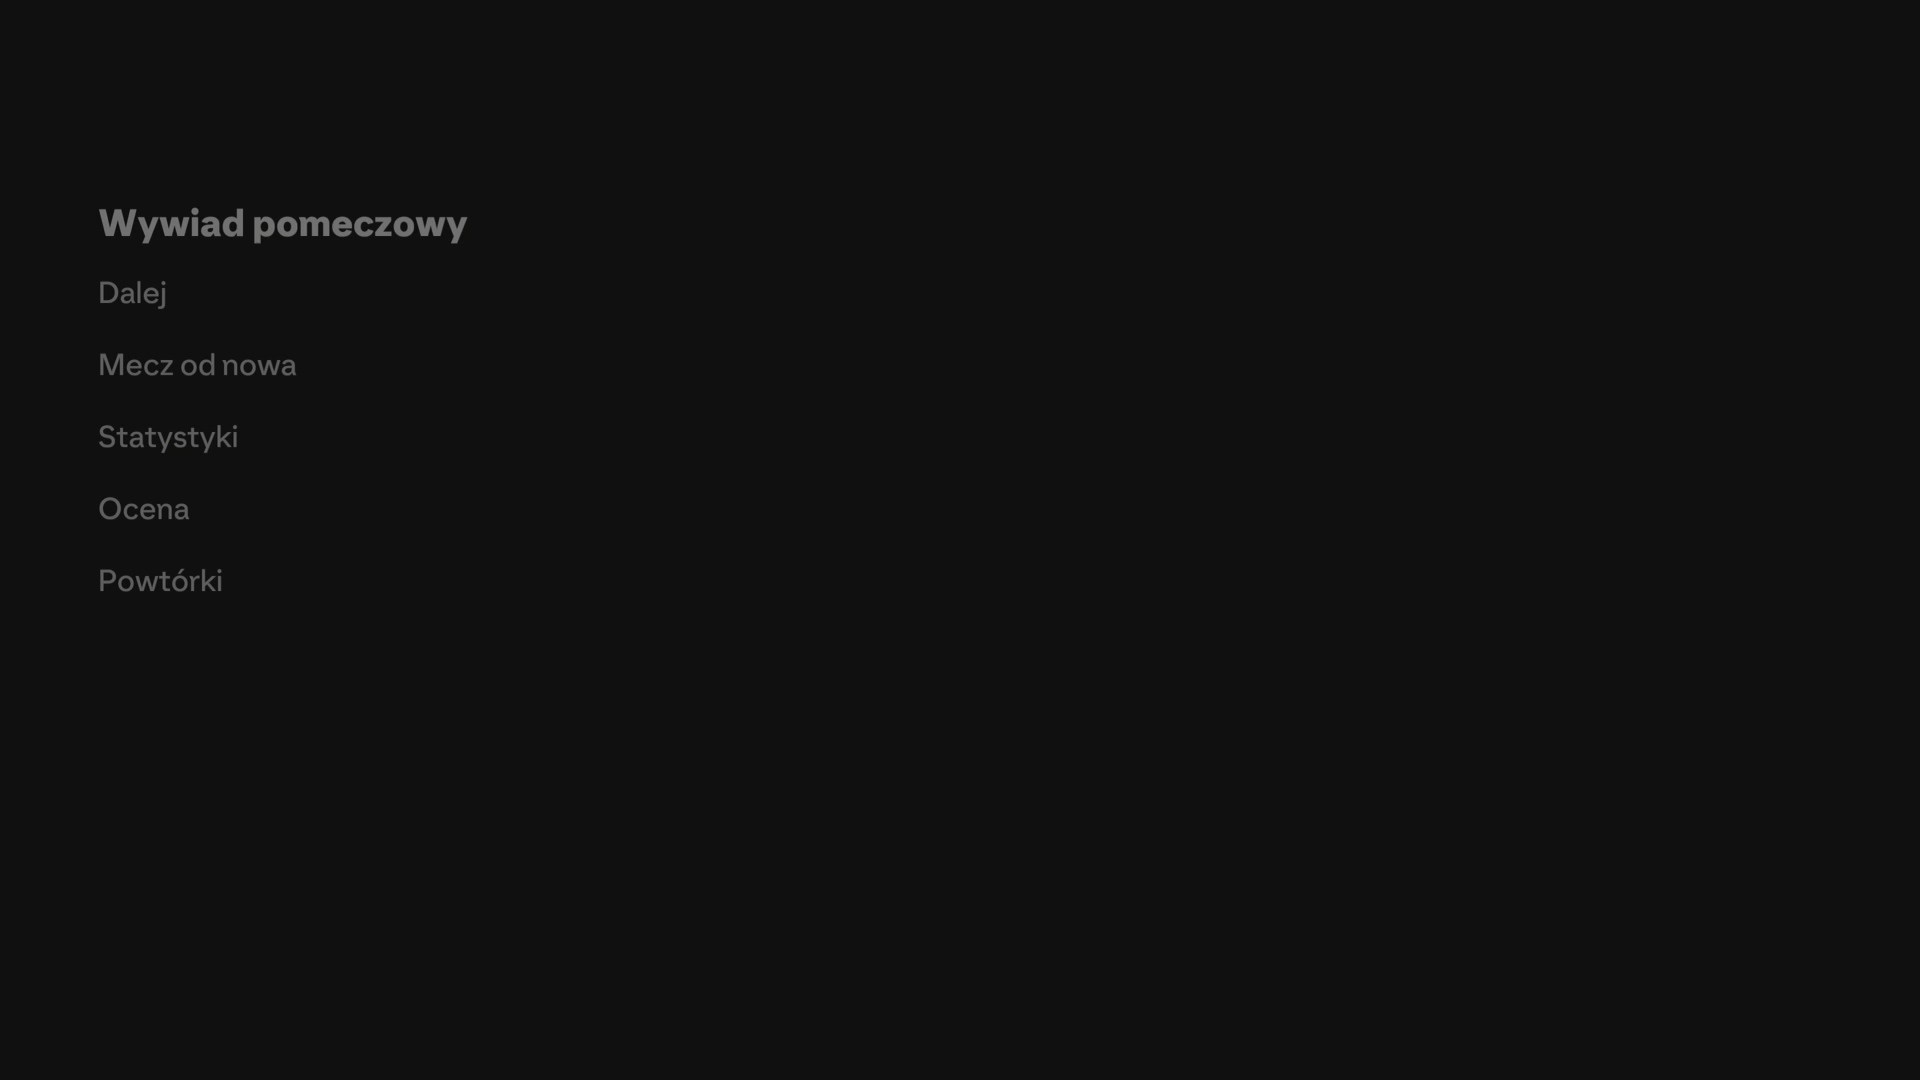 Wywiad pomeczowy
Dalej
Mecz od nowa
Statystyki
Ocena
Powtórki